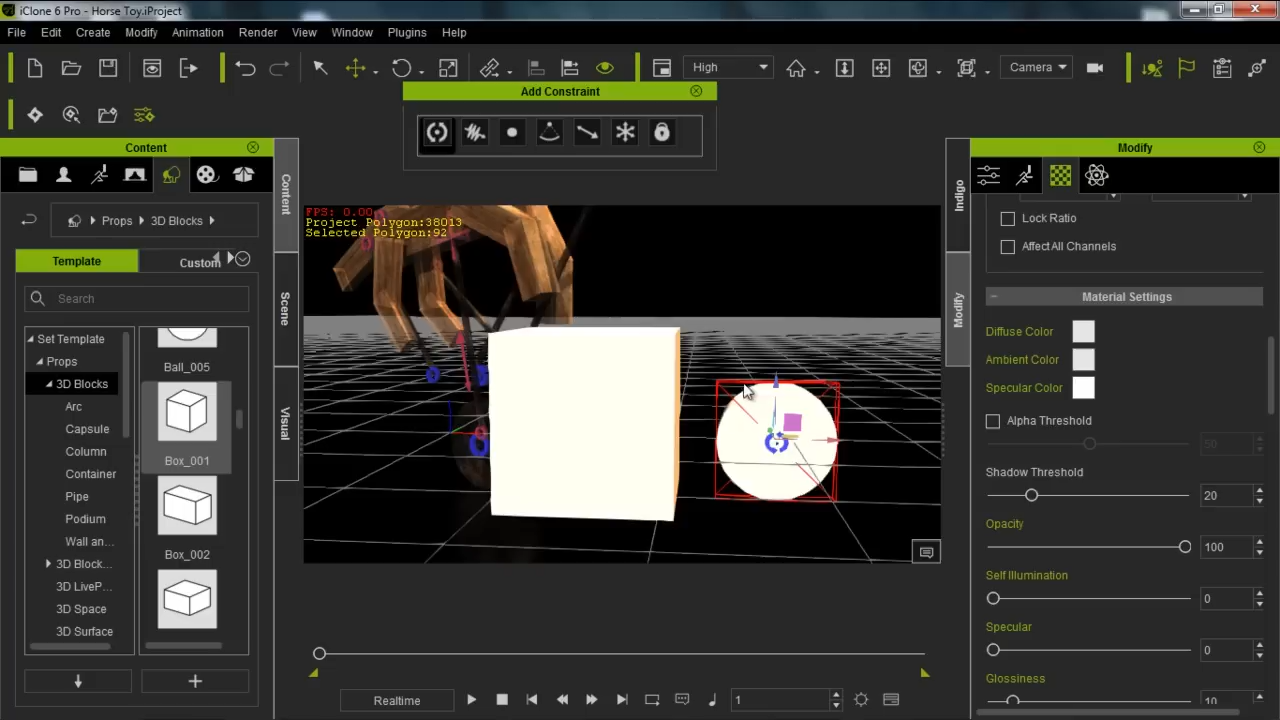 iClone 6 Pro - Horse Toy.iProject
File Edit Create Modify Animation Render View Window Plugins Help
High
Camera
Add Constraint
Content
Modify
Props 3D Blocks
Template
Custom
Search
Set Template
Props
3D Blocks
Arc
Capsule
Column
Container
Pipe
Podium
Wall an...
3D Block...
3D LiveP...
3D Space
3D Surface
Ball_005
Box_001
Box_002
Content
Scene
Visual
FPS: 0.00
Project Polygon:38013
Selected Polygon:92
Indigo
Modify
Lock Ratio
Affect All Channels
Material Settings
Diffuse Color
Ambient Color
Specular Color
Alpha Threshold
50
Shadow Threshold
20
Opacity
100
Self Illumination
0
Specular
0
Glossiness
10
Realtime
1